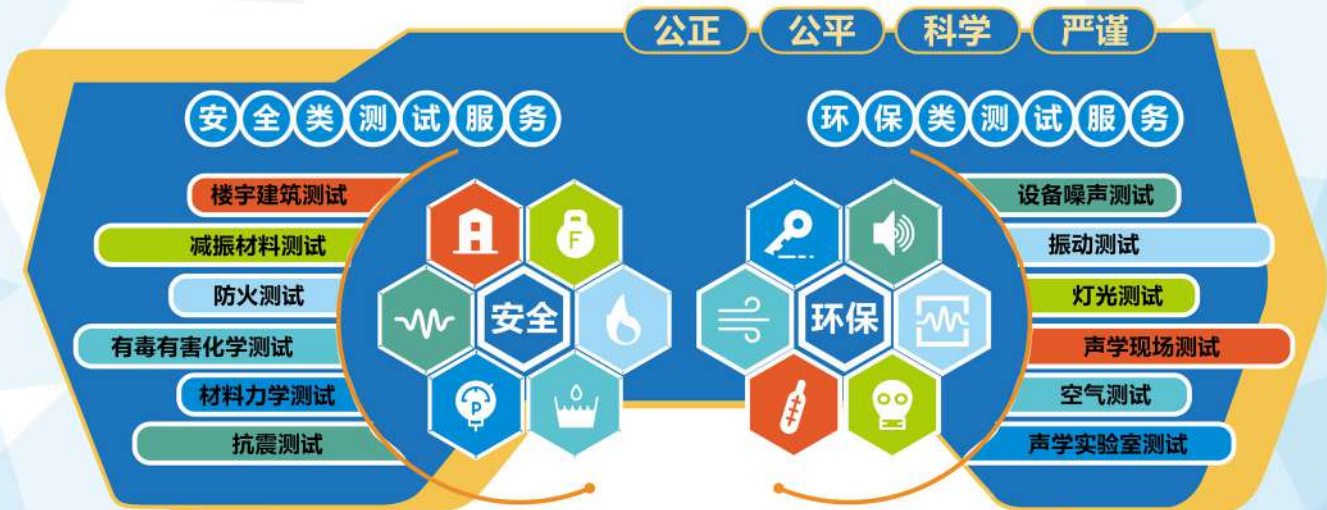 公正 公平 科学 严谨
安全类测试服务
楼宇建筑测试
减振材料测试
防火测试
有毒有害化学测试
材料力学测试
抗震测试
F
安全
P
环保类测试服务
环保
设备噪声测试
振动测试
灯光测试
声学现场测试
空气测试
声学实验室测试